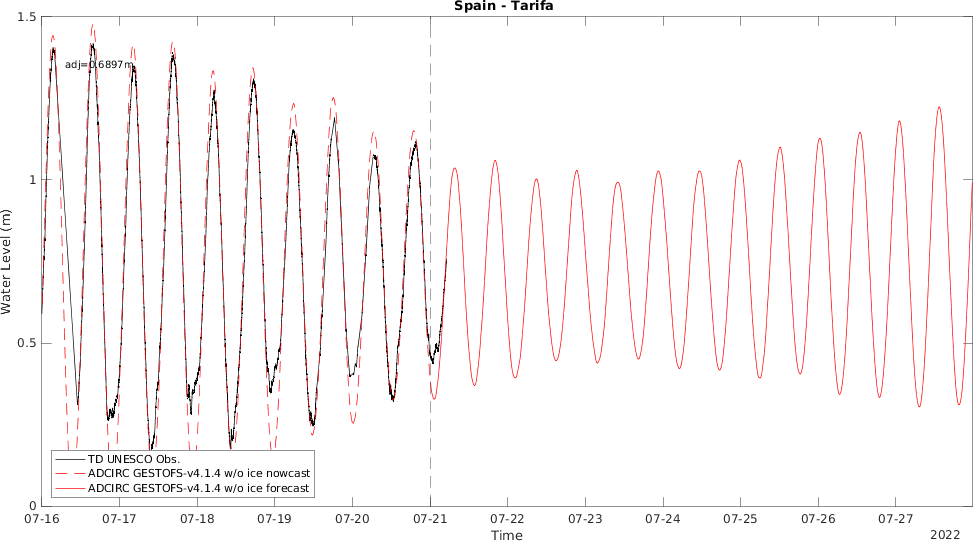 Spain - Tarifa
1.5
adj=0.6897m
1
Water Level (m)
0.5
TD UNESCO Obs.
ADCIRC GESTOFS-v4.1.4 w/o ice nowcast
ADCIRC GESTOFS-v4.1.4 w/o ice forecast
0
07-16 07-17 07-18 07-19 07-20 07-21 07-22 07-23 07-24 07-25 07-26 07-27
Time
2022